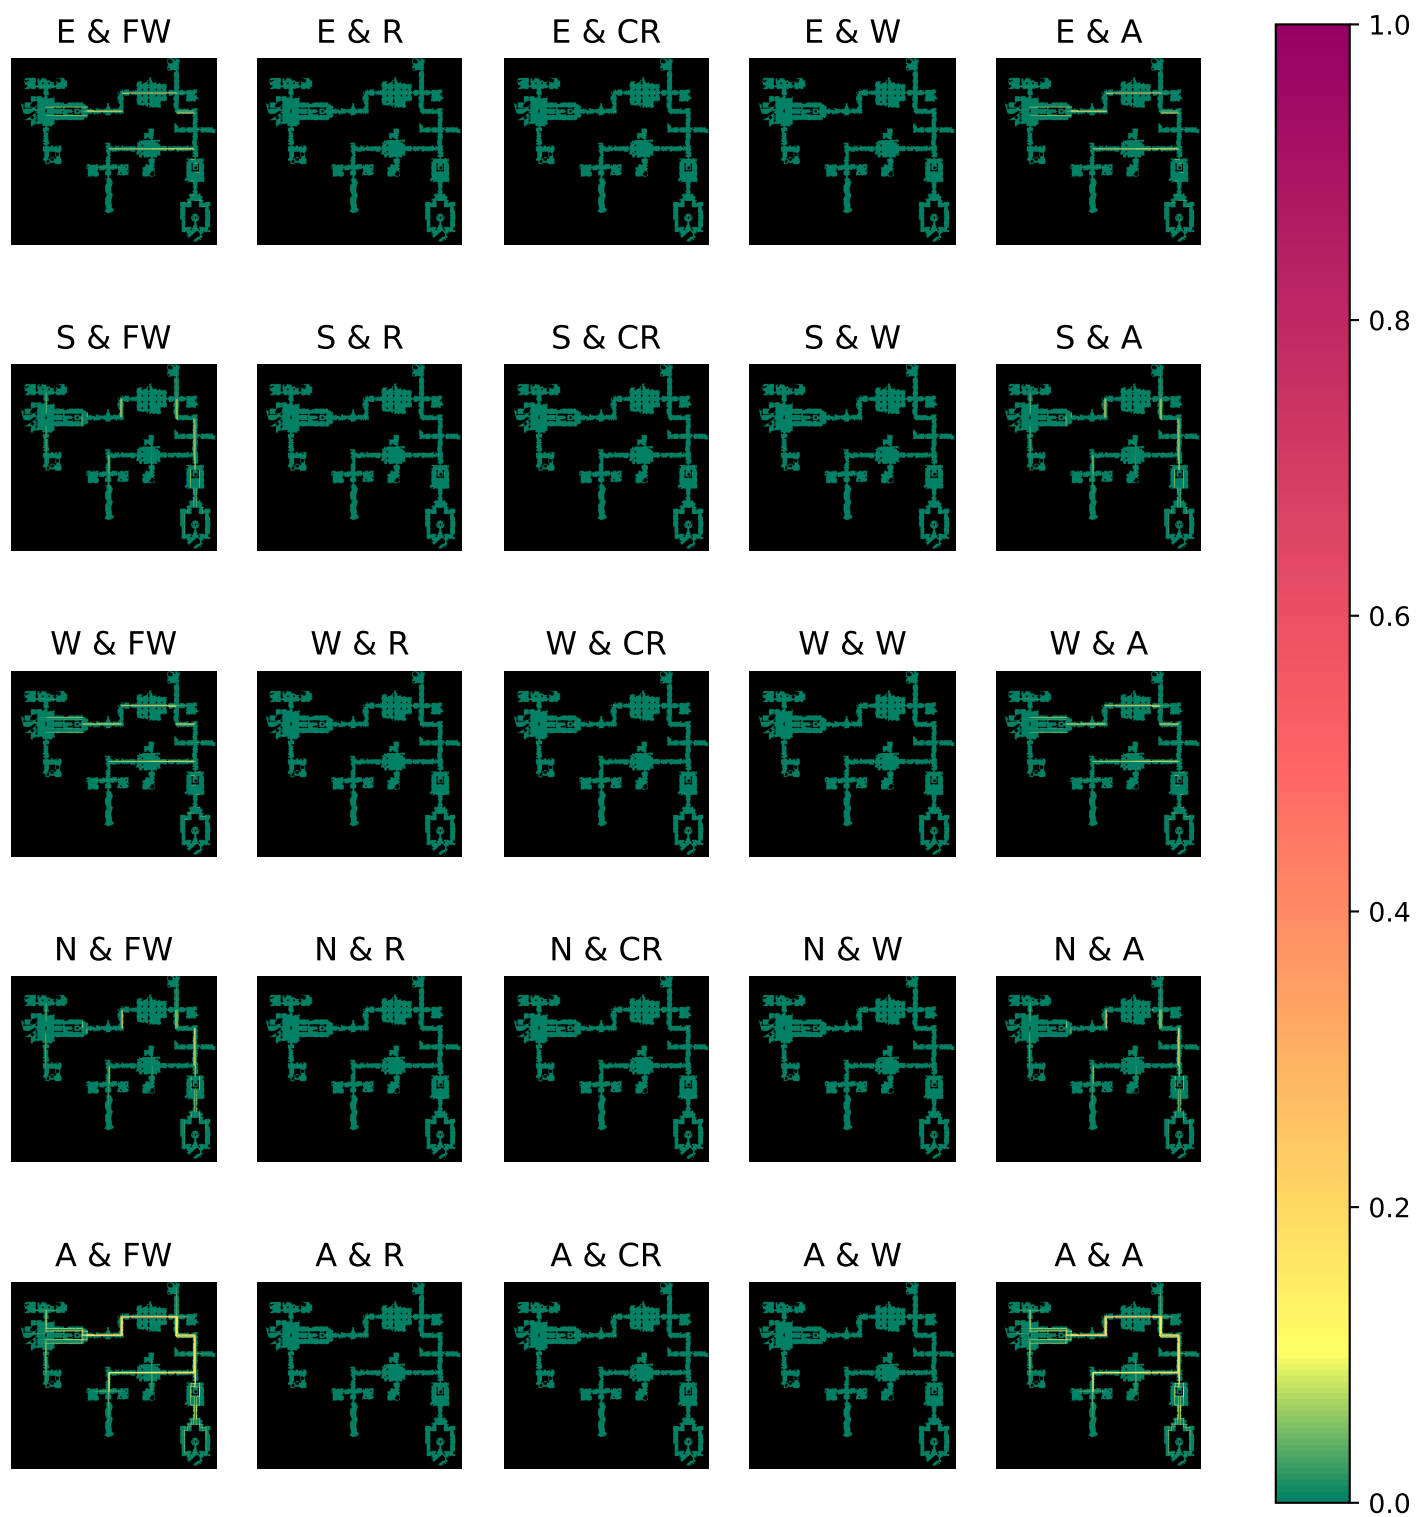 E & FW E & R E & CR E & W E & A 1.0
0.8
S & FW S & R S & CR S & W S & A
0.6
W & FW W & R W & CR W & W W & A
0.4
N & FW N & R N & CR N & W N & A
0.2
A & FW A & R A & CR A & W A & A
0.0